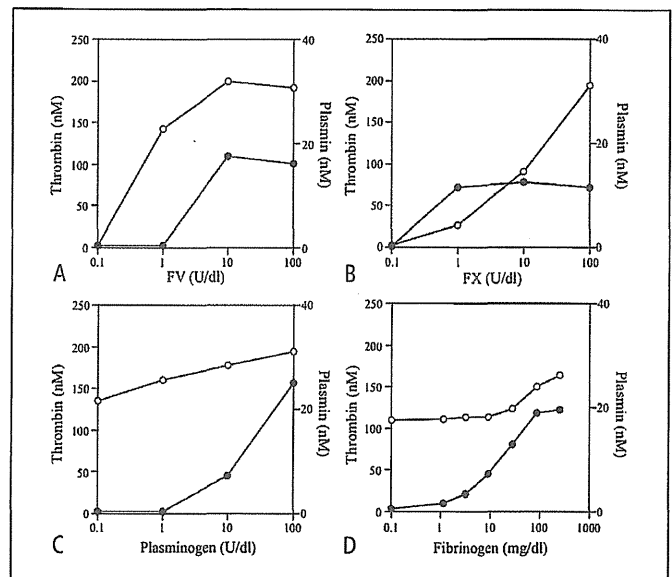 250
200
150
100
50
0
Thrombin (nM)
40
20
0
Plasmin (nM)
0.1 1 10 100
A
FV (U/dl)
250
200
150
100
50
0
Thrombin (nM)
40
20
0
Plasmin (nM)
0.1 1 10 100
B
FX (U/dl)
250
200
150
100
50
0
Thrombin (nM)
40
20
0
Plasmin (nM)
0.1 1 10 100
C
Plasminogen (U/dl)
250
200
150
100
50
0
Thrombin (nM)
40
20
0
Plasmin (nM)
0.1 1 10 100 1000
D
Fibrinogen (mg/dl)